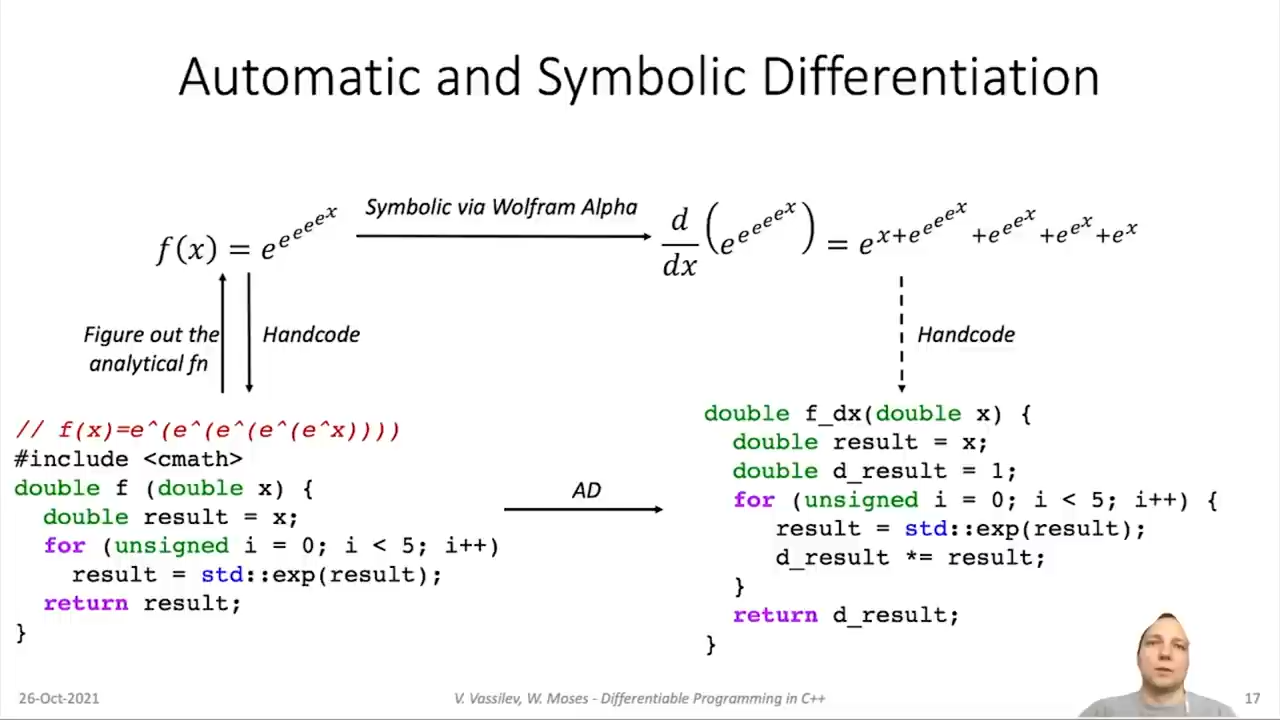 Automatic and Symbolic Differentiation
f(x) = e^{e^{e^{e^{e^{x}}}}}
Symbolic via Wolfram Alpha
\frac{d}{dx}\left(e^{e^{e^{e^{e^{x}}}}}\right) = e^{x+e^{e^{e^{e^{x}}}}+e^{e^{e^{x}}}+e^{e^{x}}+e^{x}}
Figure out the
analytical fn
Handcode
Handcode
// f(x)=e^(e^(e^(e^(e^x))))
#include <cmath>
double f (double x) {
  double result = x;
  for (unsigned i = 0; i < 5; i++)
    result = std::exp(result);
  return result;
}
AD
double f_dx(double x) {
  double result = x;
  double d_result = 1;
  for (unsigned i = 0; i < 5; i++) {
     result = std::exp(result);
     d_result *= result;
  }
  return d_result;
}
26-Oct-2021
V. Vassilev, W. Moses - Differentiable Programming in C++
17